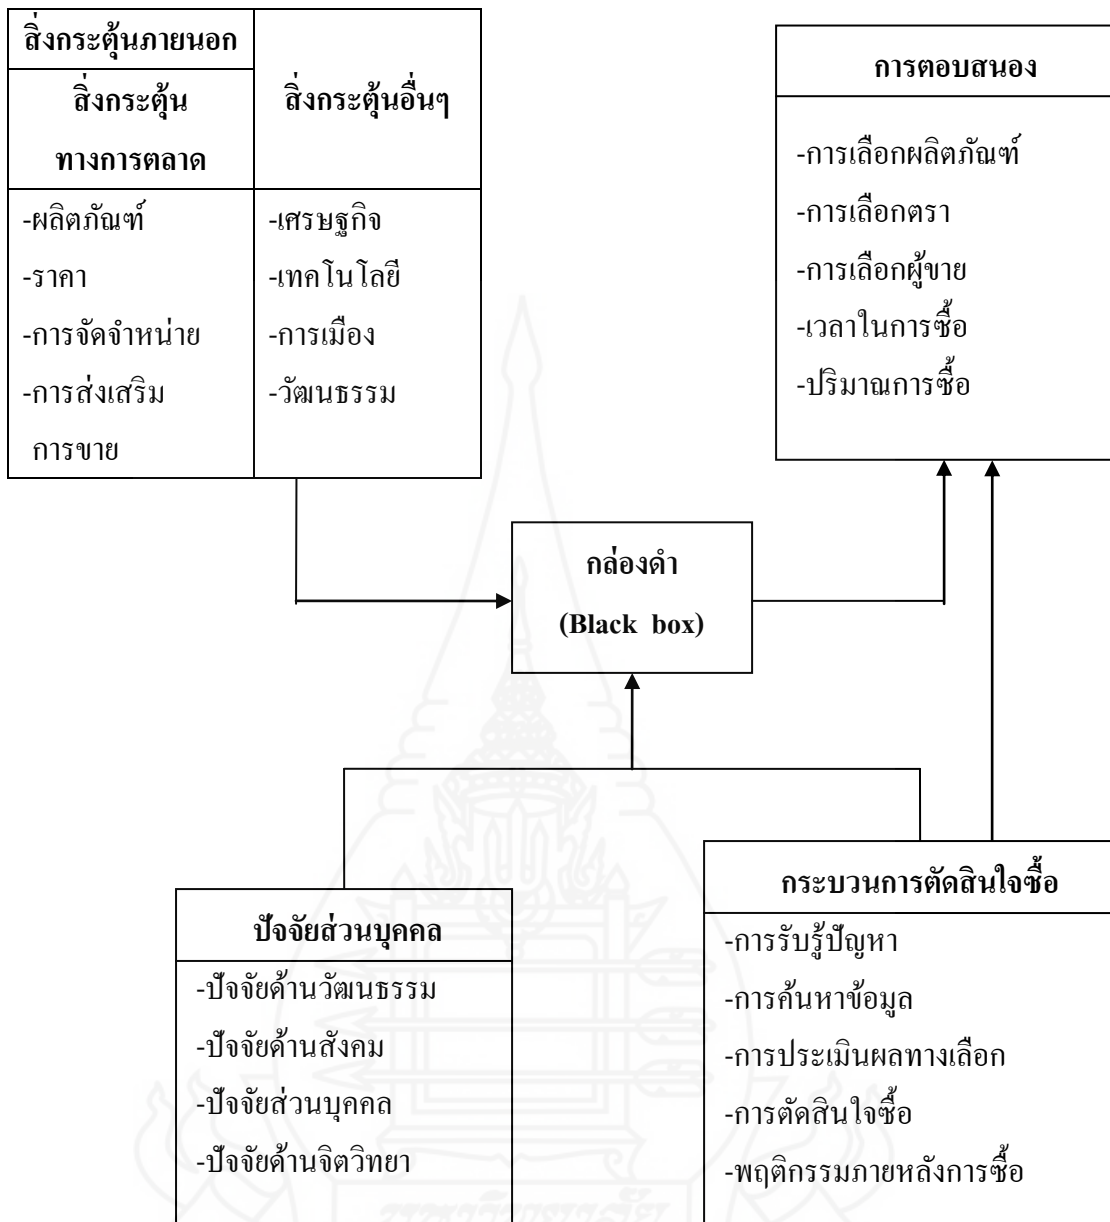 สิ่งกระตุ้นภายนอก
สิ่งกระตุ้น
ทางการตลาด
สิ่งกระตุ้นอื่นๆ
-ผลิตภัณฑ์
-ราคา
-การจัดจำหน่าย
-การส่งเสริม
การขาย
-เศรษฐกิจ
-เทคโนโลยี
-การเมือง
-วัฒนธรรม
การตอบสนอง
-การเลือกผลิตภัณฑ์
-การเลือกตรา
-การเลือกผู้ขาย
-เวลาในการซื้อ
-ปริมาณการซื้อ
กล่องดำ
(Black box)
ปัจจัยส่วนบุคคล
-ปัจจัยด้านวัฒนธรรม
-ปัจจัยด้านสังคม
-ปัจจัยส่วนบุคคล
-ปัจจัยด้านจิตวิทยา
กระบวนการตัดสินใจซื้อ
-การรับรู้ปัญหา
-การค้นหาข้อมูล
-การประเมินผลทางเลือก
-การตัดสินใจซื้อ
-พฤติกรรมภายหลังการซื้อ